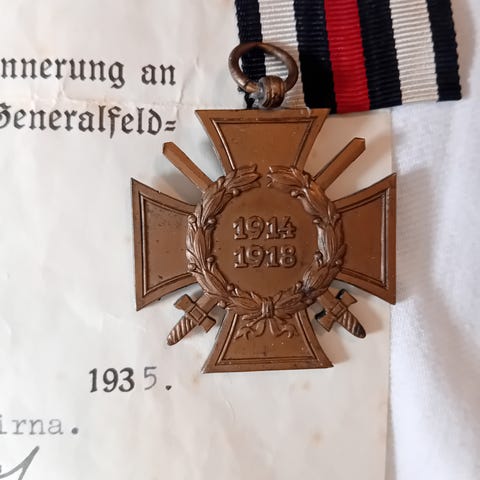 nnerung an
Generalfeld=
1914
1918
1935.
irna.